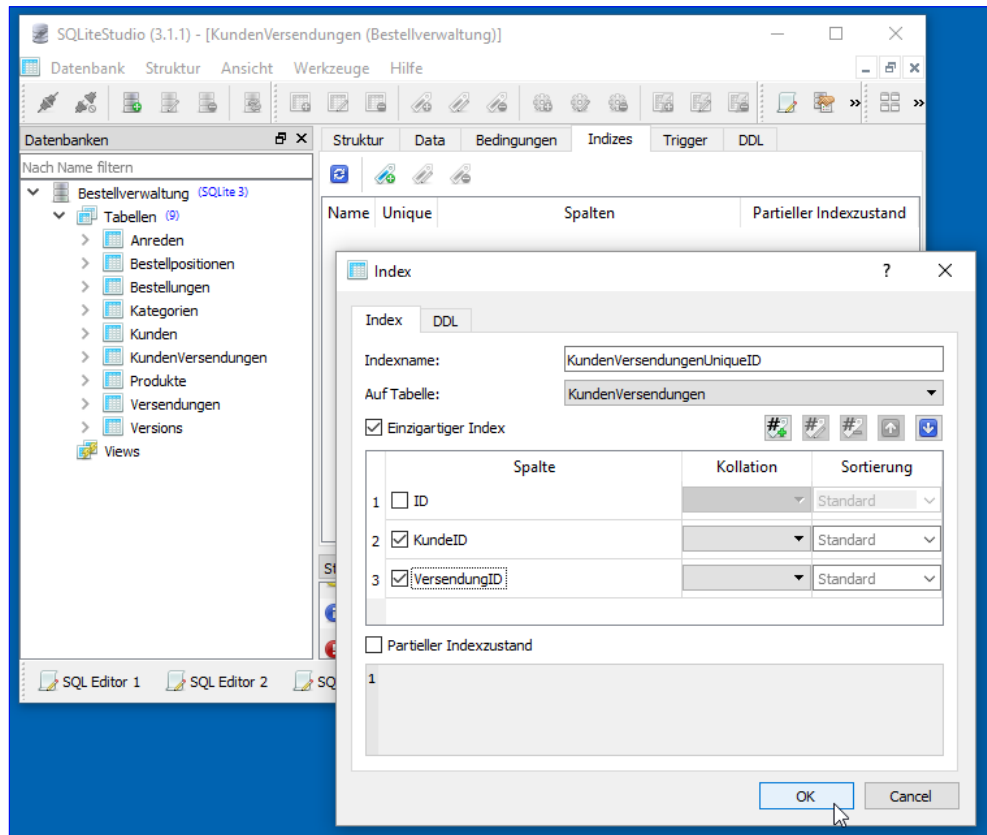 SQLiteStudio (3.1.1) - [KundenVersendungen (Bestellverwaltung)]
Datenbank Struktur Ansicht Werkzeuge Hilfe
Datenbanken
Nach Name filtern
Bestellverwaltung (SQLite 3)
Tabellen (9)
Anreden
Bestellpositionen
Bestellungen
Kategorien
Kunden
KundenVersendungen
Produkte
Versendungen
Versions
Views
Struktur Data Bedingungen Indizes Trigger DDL
Name Unique Spalten Partieller Indexzustand
Index ?
Index DDL
Indexname: KundenVersendungenUniqueID
Auf Tabelle: KundenVersendungen
Einzigartiger Index
Spalte Kollation Sortierung
1 ID Standard
2 KundeID Standard
3 VersendungID Standard
Partieller Indexzustand
1
OK Cancel
SQL Editor 1 SQL Editor 2